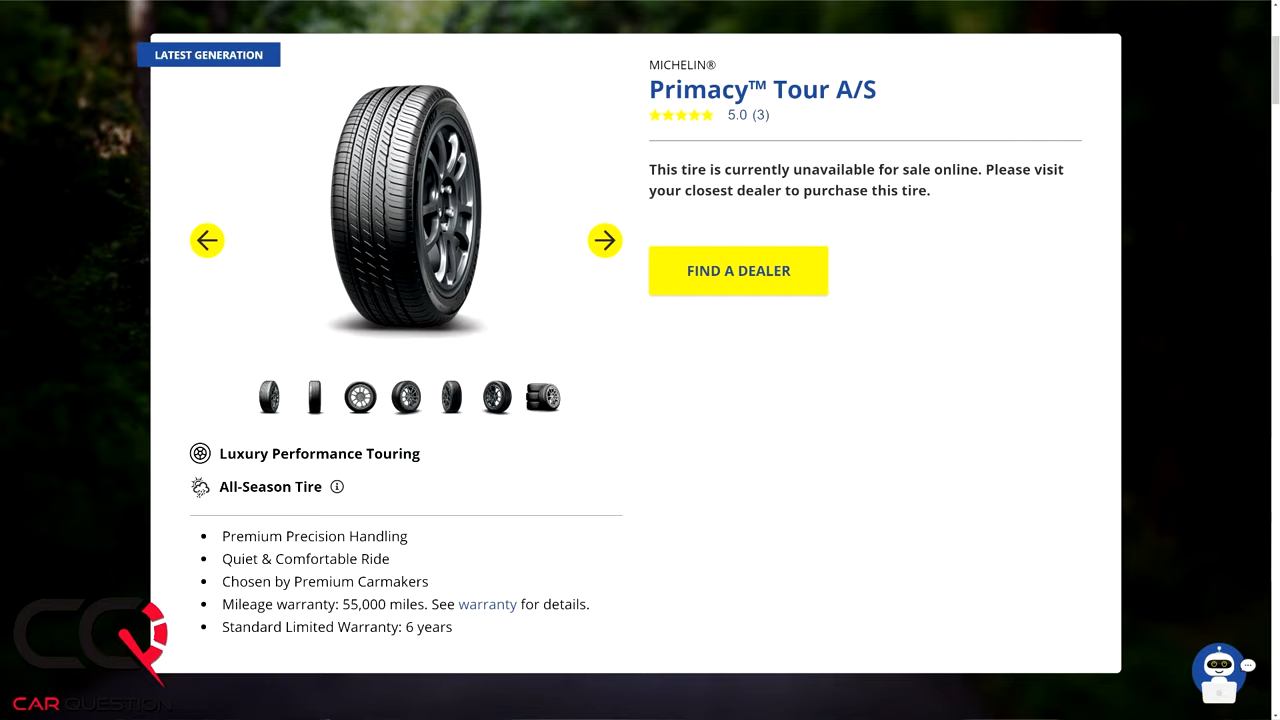 LATEST GENERATION
MICHELIN®
Primacy™ Tour A/S
5.0 (3)
This tire is currently unavailable for sale online. Please visit
your closest dealer to purchase this tire.
FIND A DEALER
Luxury Performance Touring
All-Season Tire
• Premium Precision Handling
• Quiet & Comfortable Ride
• Chosen by Premium Carmakers
• Mileage warranty: 55,000 miles. See warranty for details.
• Standard Limited Warranty: 6 years
CQ
CAR QUESTION